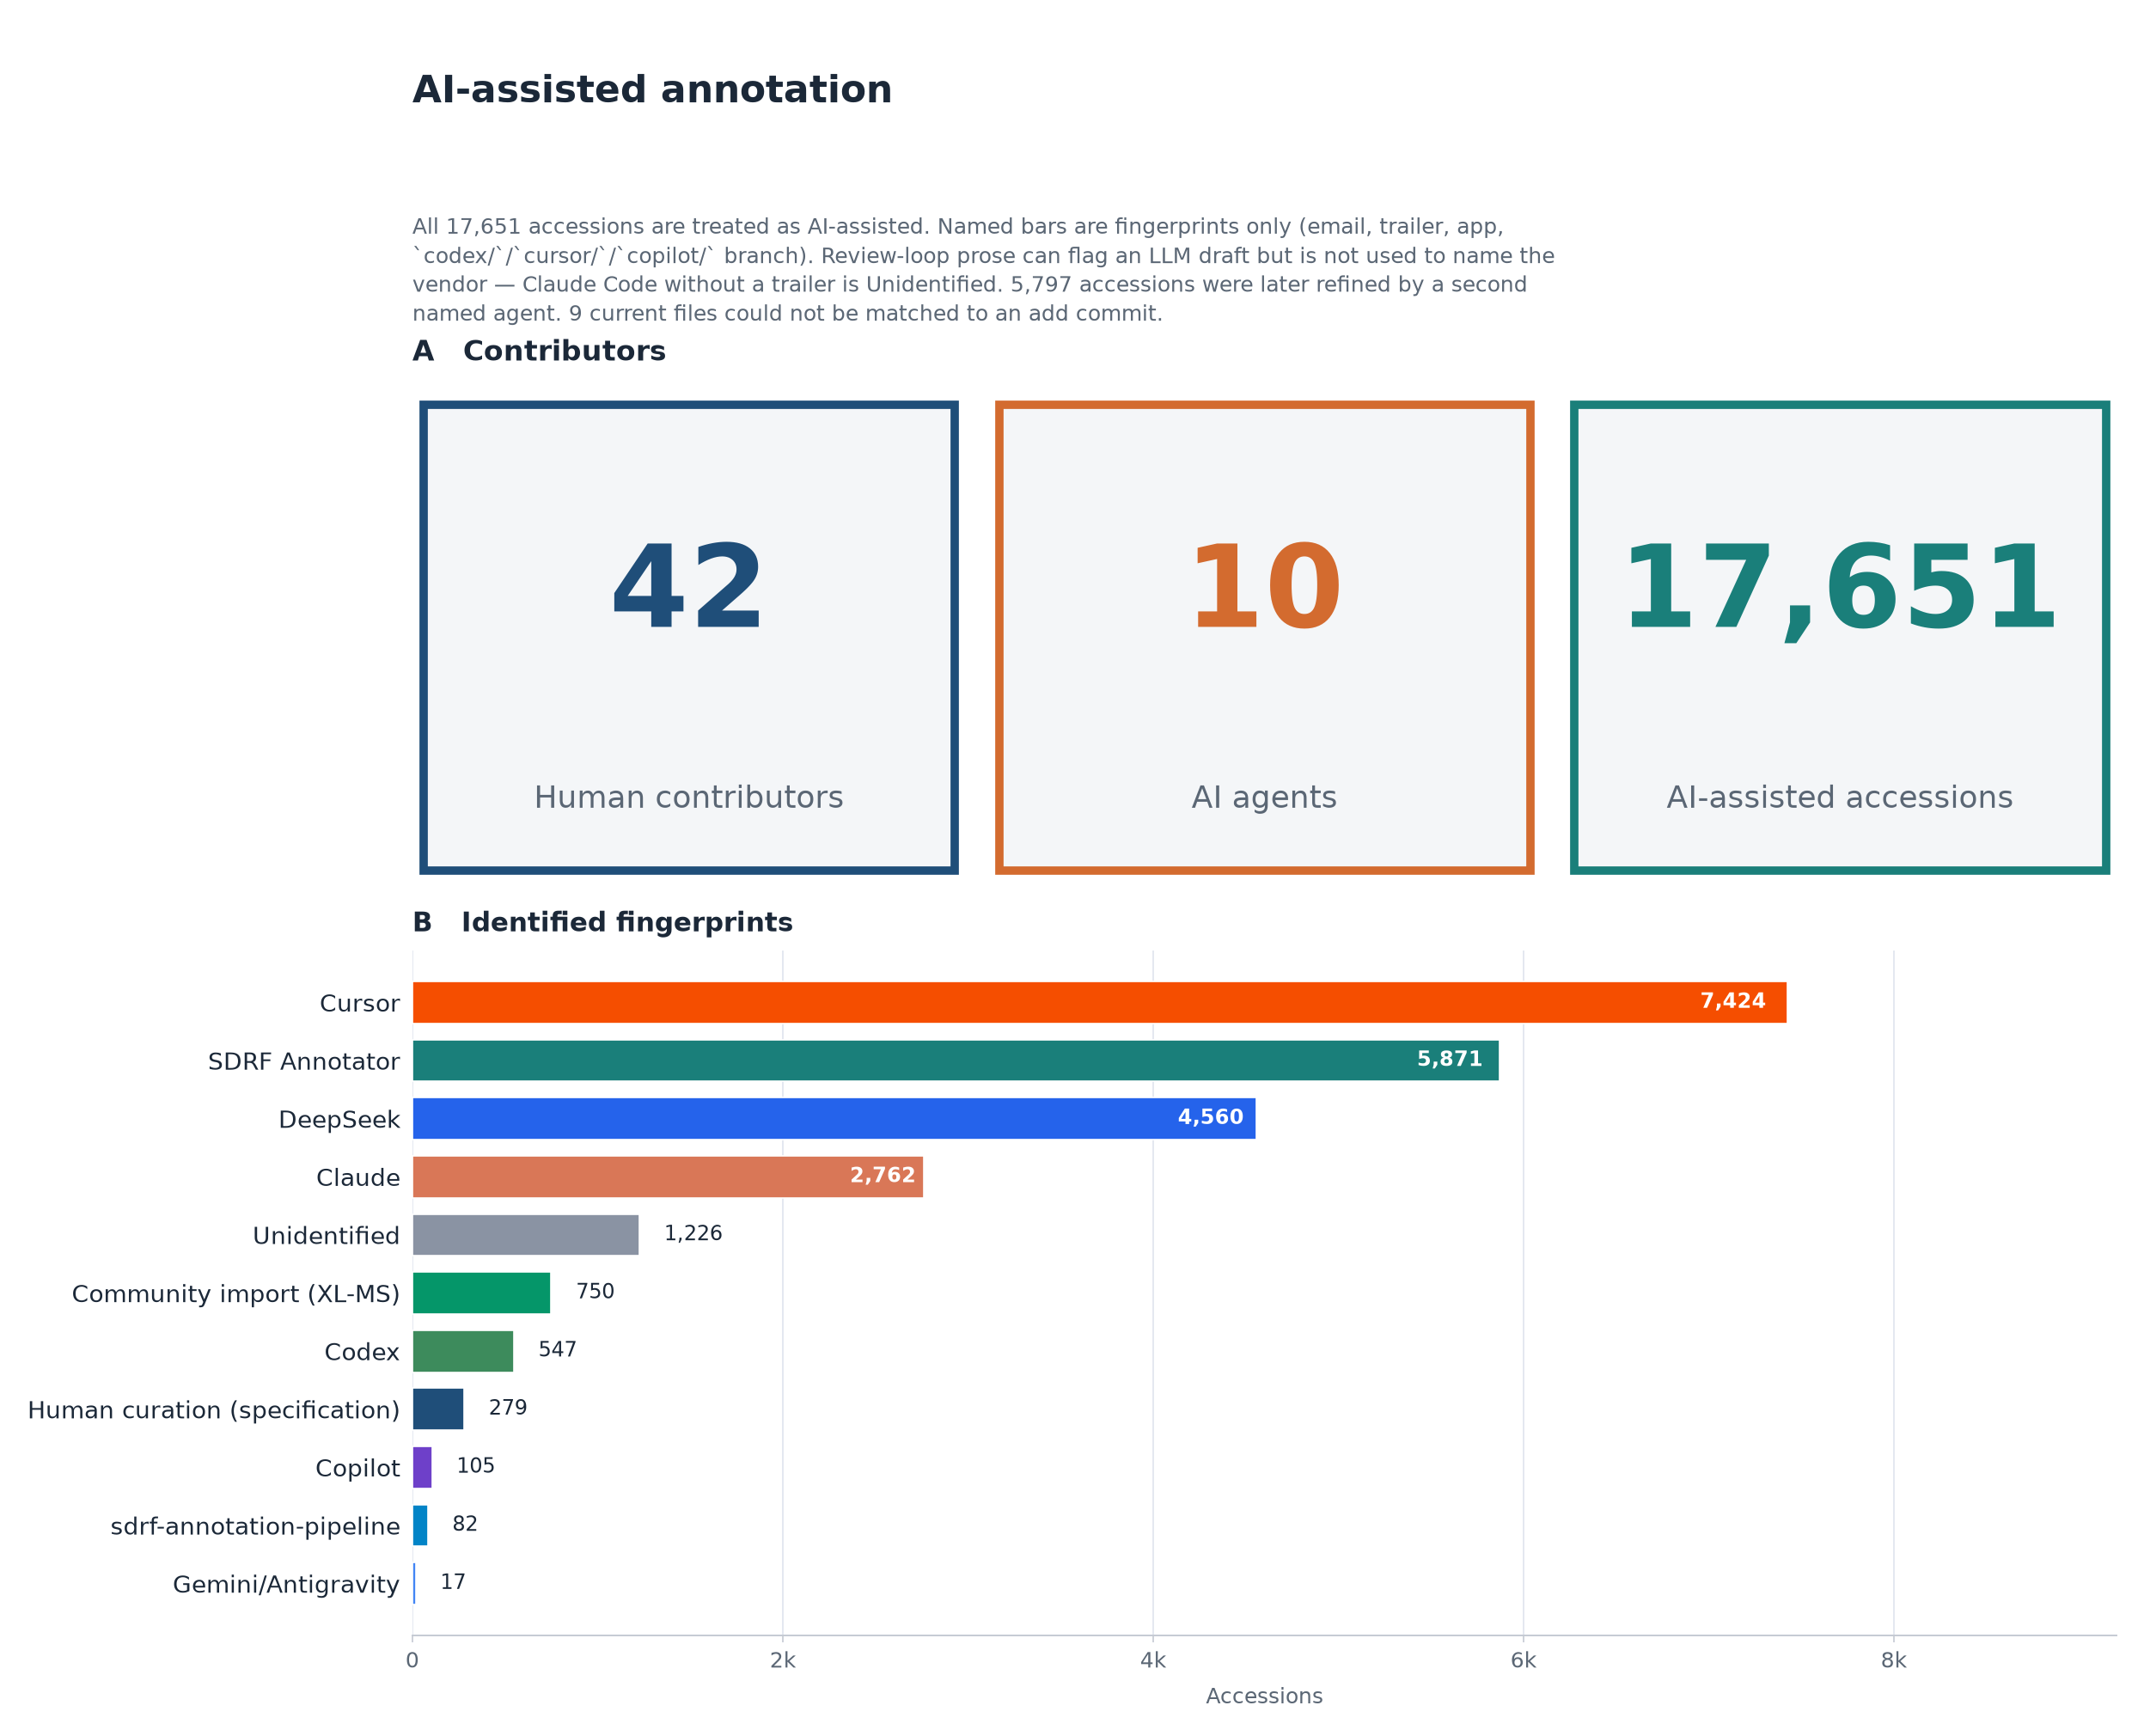 AI-assisted annotation
All 17,651 accessions are treated as AI-assisted. Named bars are fingerprints only (email, trailer, app,
`codex/`/`cursor/`/`copilot/` branch). Review-loop prose can flag an LLM draft but is not used to name the
vendor — Claude Code without a trailer is Unidentified. 5,797 accessions were later refined by a second
named agent. 9 current files could not be matched to an add commit.
A Contributors
42
Human contributors
10
AI agents
17,651
AI-assisted accessions
B Identified fingerprints
Cursor 7,424
SDRF Annotator 5,871
DeepSeek 4,560
Claude 2,762
Unidentified 1,226
Community import (XL-MS) 750
Codex 547
Human curation (specification) 279
Copilot 105
sdrf-annotation-pipeline 82
Gemini/Antigravity 17
0 2k 4k 6k 8k
Accessions